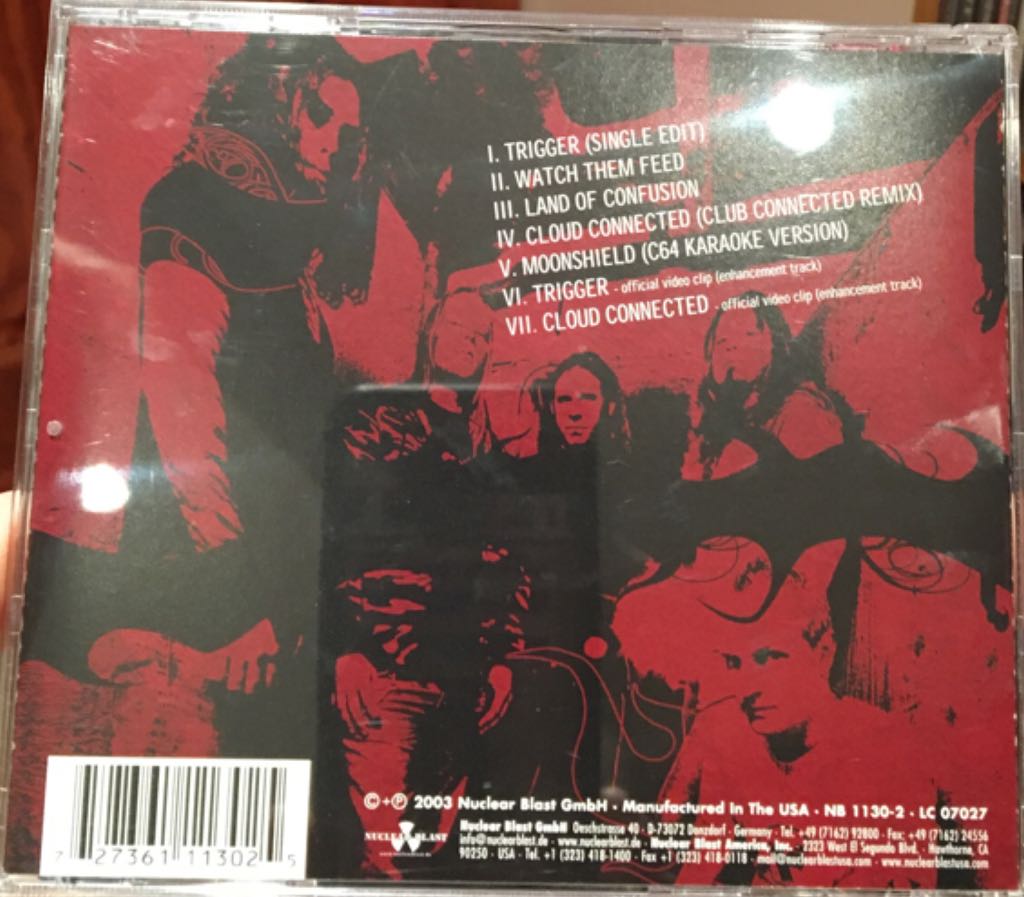 I. TRIGGER (SINGLE EDIT)
II. WATCH THEM FEED
III. LAND OF CONFUSION
IV. CLOUD CONNECTED (CLUB CONNECTED REMIX)
V. MOONSHIELD (C64 KARAOKE VERSION)
VI. TRIGGER - official video clip (enhancement track)
VII. CLOUD CONNECTED - official video clip (enhancement track)
©+℗ 2003 Nuclear Blast GmbH · Manufactured In The USA · NB 1130-2 · LC 07027
NUCLEAR BLAST
Nuclear Blast GmbH Oeschstrasse 40 · D-73072 Donzdorf · Germany · Tel. +49 (7162) 92800 · Fax: +49 (7162) 24556
info@nuclearblast.de · www.nuclearblast.de · Nuclear Blast America, Inc. · 2323 West El Segundo Blvd. · Hawthorne, CA
90250 · USA · Tel. +1 (323) 418-1400 · Fax +1 (323) 418-0118 · mail@nuclearblastusa.com · www.nuclearblastusa.com
7 27361 11302 5